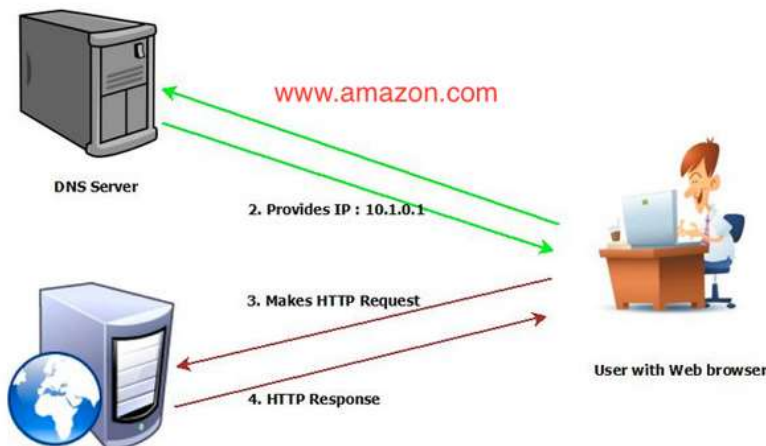 www.amazon.com
DNS Server
2. Provides IP : 10.1.0.1
3. Makes HTTP Request
User with Web browser
4. HTTP Response